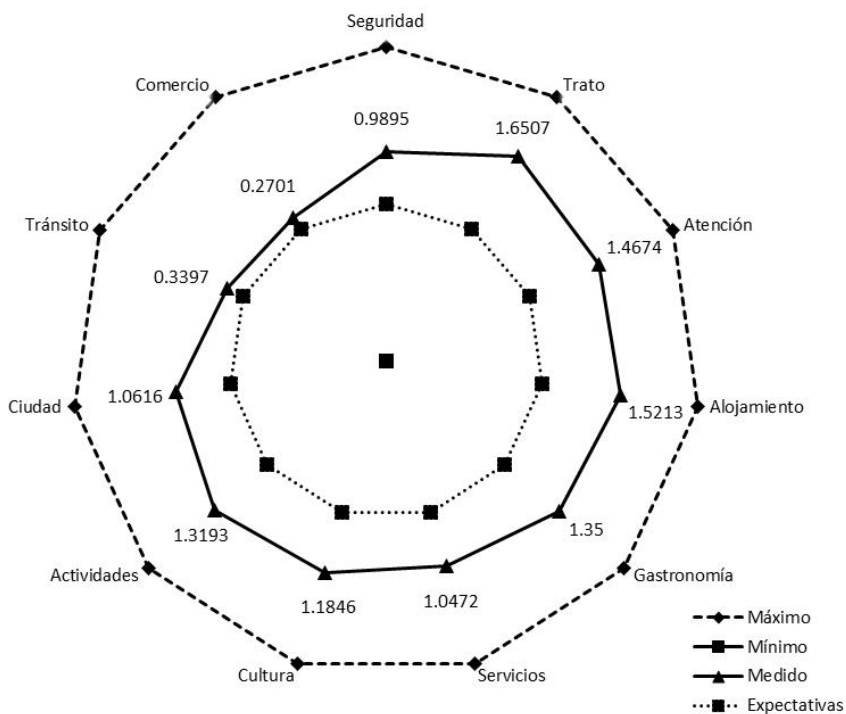 Seguridad
Comercio
Trato
0.9895
1.6507
0.2701
Tránsito
Atención
1.4674
0.3397
Ciudad
1.0616
Alojamiento
1.5213
1.3193
1.35
Actividades
Gastronomía
1.1846
1.0472
Cultura
Servicios
Máximo
Mínimo
Medido
Expectativas